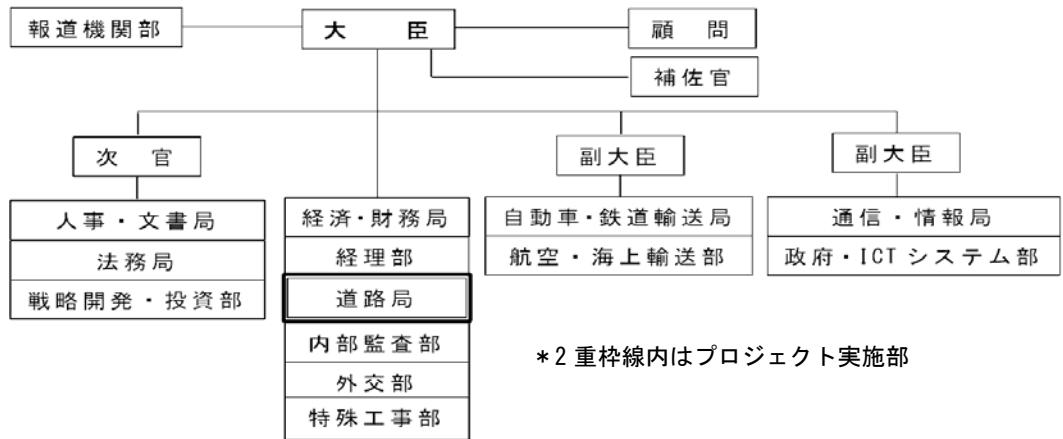 報道機関部
大 臣
顧 問
補佐官
次 官
副大臣
副大臣
人事・文書局
法務局
戦略開発・投資部
経済・財務局
経理部
道路局
内部監査部
外交部
特殊工事部
自動車・鉄道輸送局
航空・海上輸送部
通信・情報局
政府・ICTシステム部
*2重枠線内はプロジェクト実施部